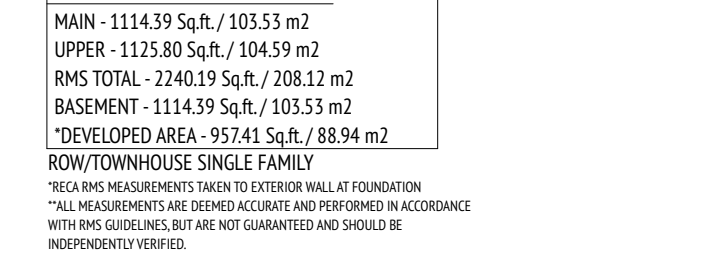 MAIN - 1114.39 Sq.ft. / 103.53 m2
UPPER - 1125.80 Sq.ft. / 104.59 m2
RMS TOTAL - 2240.19 Sq.ft. / 208.12 m2
BASEMENT - 1114.39 Sq.ft. / 103.53 m2
*DEVELOPED AREA - 957.41 Sq.ft. / 88.94 m2
ROW/TOWNHOUSE SINGLE FAMILY
*RECA RMS MEASUREMENTS TAKEN TO EXTERIOR WALL AT FOUNDATION
**ALL MEASUREMENTS ARE DEEMED ACCURATE AND PERFORMED IN ACCORDANCE
WITH RMS GUIDELINES, BUT ARE NOT GUARANTEED AND SHOULD BE
INDEPENDENTLY VERIFIED.